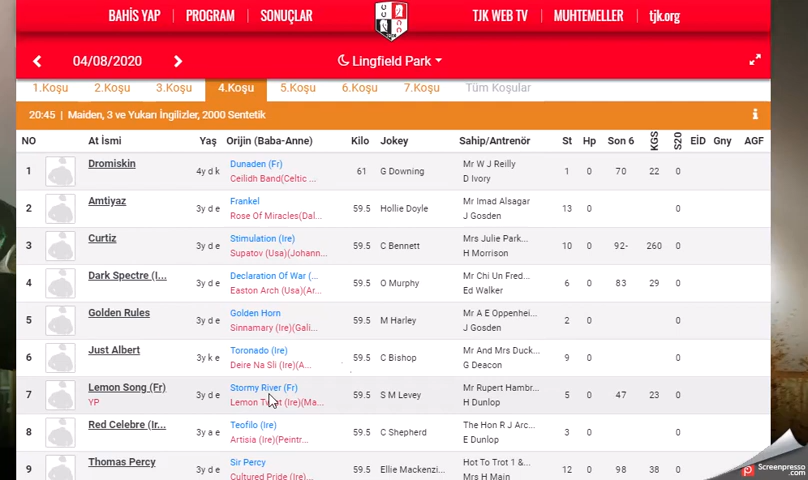 BAHİS YAP PROGRAM SONUÇLAR TJK WEB TV MUHTEMELLER tjk.org
04/08/2020 Lingfield Park
1.Koşu 2.Koşu 3.Koşu 4.Koşu 5.Koşu 6.Koşu 7.Koşu Tüm Koşular
20:45 | Maiden, 3 ve Yukarı İngilizler, 2000 Sentetik
NO At İsmi Yaş Orijin (Baba-Anne) Kilo Jokey Sahip/Antrenör St Hp Son 6 KGS S20 EİD Gny AGF
1 Dromiskin 4y d k Dunaden (Fr) 61 G Downing Mr W J Reilly 1 0 70 22 0
Ceilidh Band(Celtic ... D Ivory
2 Amtiyaz 3y d e Frankel 59.5 Hollie Doyle Mr Imad Alsagar 13 0 0
Rose Of Miracles(Dal... J Gosden
3 Curtiz 3y d e Stimulation (Ire) 59.5 C Bennett Mrs Julie Park... 10 0 92- 260 0
Supatov (Usa)(Johann... H Morrison
4 Dark Spectre (I... 3y d e Declaration Of War (... 59.5 O Murphy Mr Chi Un Fred... 6 0 83 29 0
Easton Arch (Usa)(Ar... Ed Walker
5 Golden Rules 3y d e Golden Horn 59.5 M Harley Mr A E Oppenhei... 2 0 0
Sinnamary (Ire)(Gali... J Gosden
6 Just Albert 3y k e Toronado (Ire) 59.5 C Bishop Mr And Mrs Duck... 9 0 0
Deire Na Sli (Ire)(A... G Deacon
7 Lemon Song (Fr) 3y d e Stormy River (Fr) 59.5 S M Levey Mr Rupert Hambr... 5 0 47 23 0
YP Lemon (Ire)(Ma... H Dunlop
8 Red Celebre (Ir... 3y a e Teofilo (Ire) 59.5 C Shepherd The Hon R J Arc... 3 0 0
Artisia (Ire)(Peintr... E Dunlop
9 Thomas Percy 3y d e Sir Percy 59.5 Ellie Mackenzi... Hot To Trot 1 &... 12 0 98 38 0
Cultured Pride (Ire)... Mrs H Main
Screenpresso
screenpresso.com